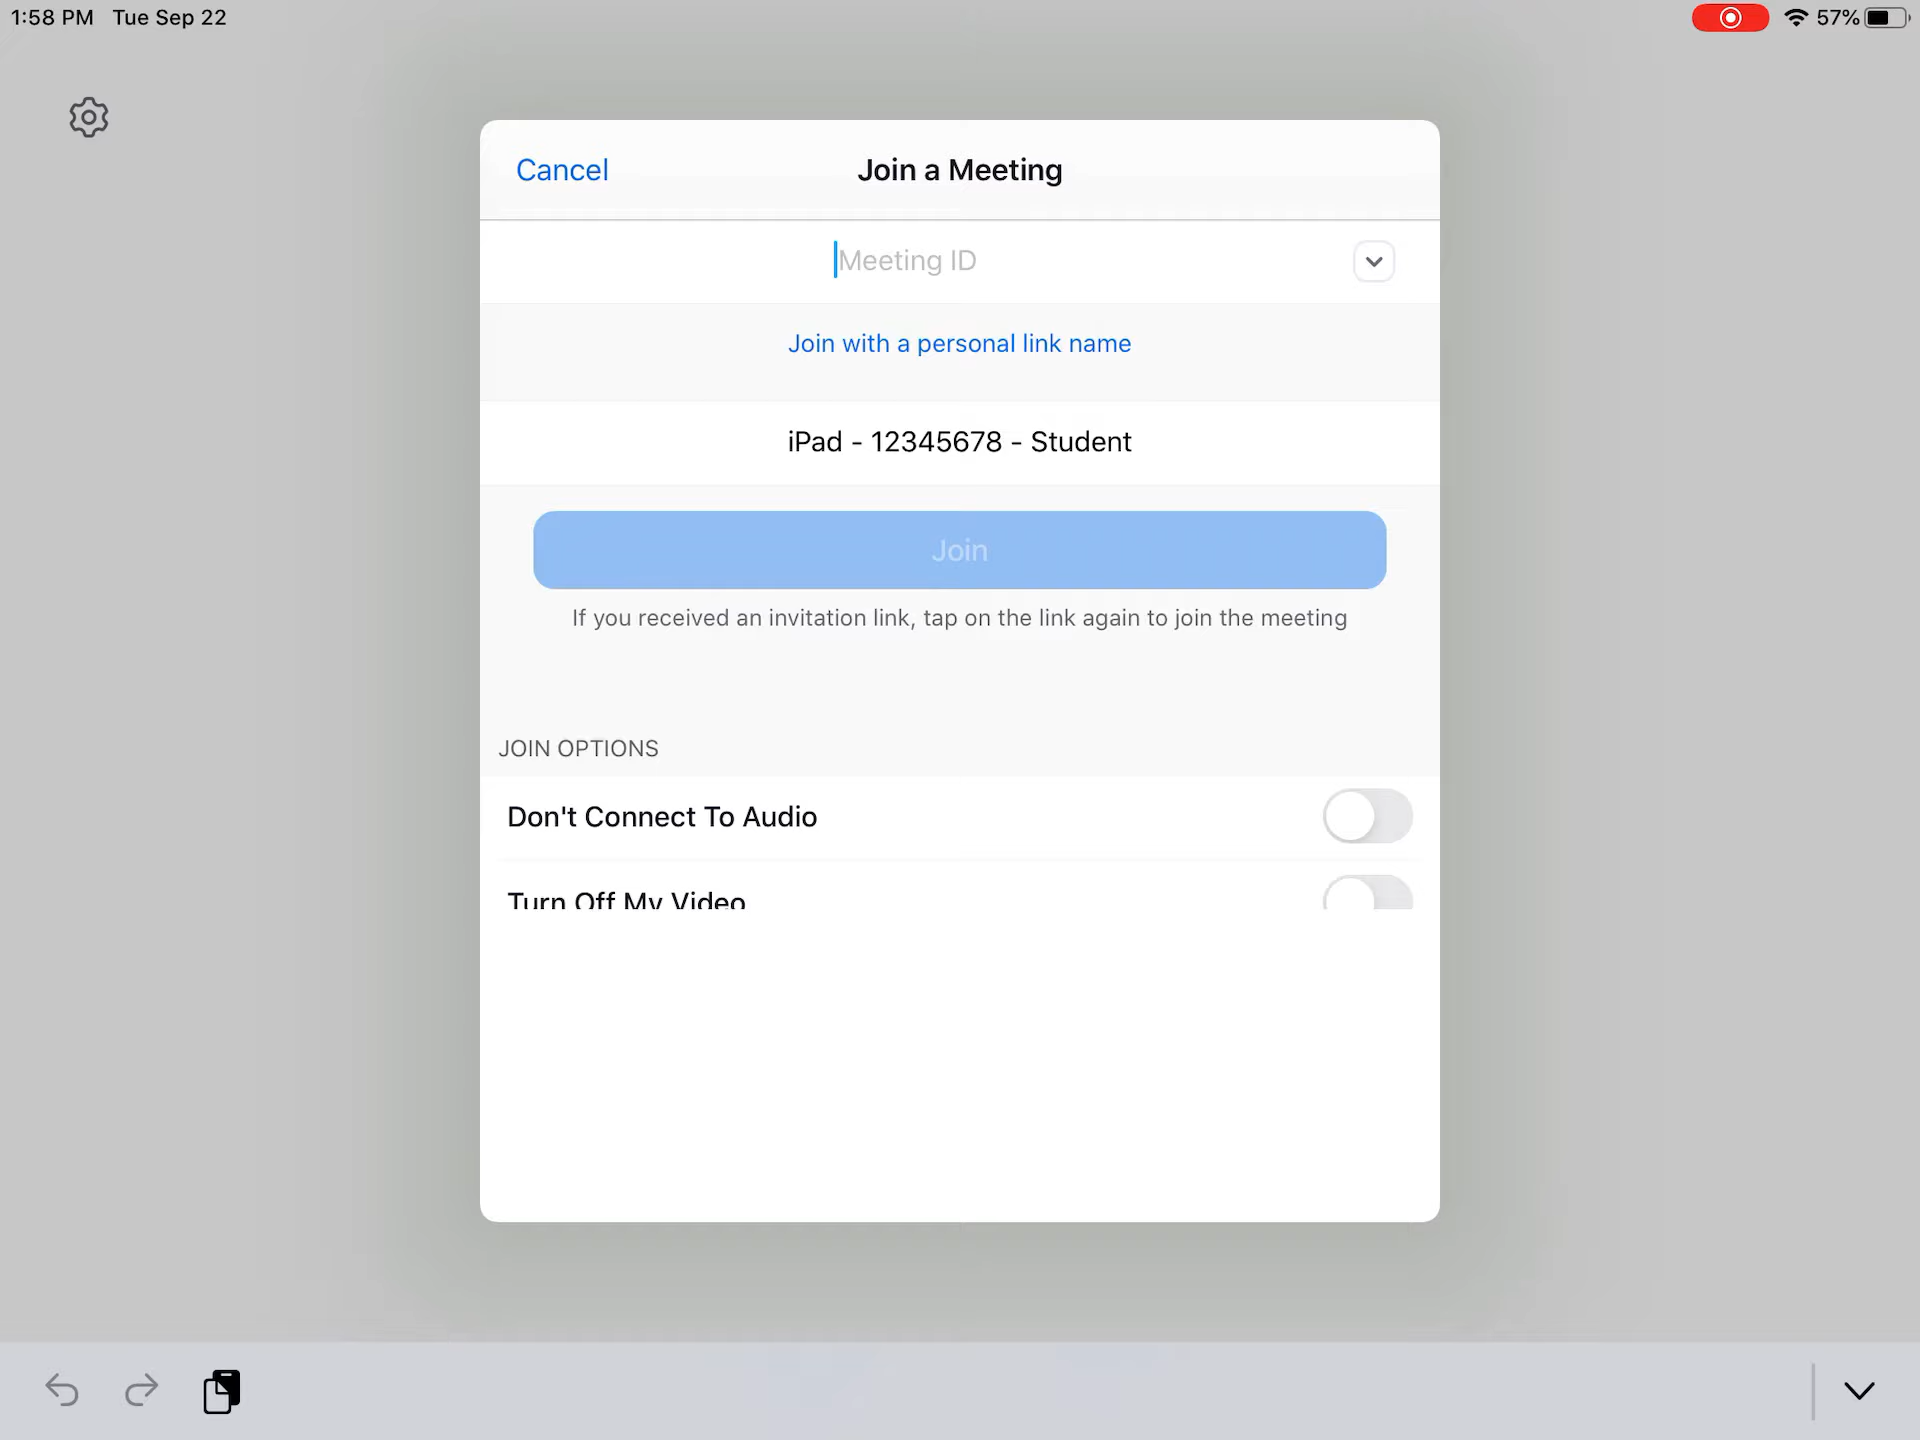 1:58 PM Tue Sep 22
57%
Cancel
Join a Meeting
Meeting ID
Join with a personal link name
iPad - 12345678 - Student
Join
If you received an invitation link, tap on the link again to join the meeting
JOIN OPTIONS
Don't Connect To Audio
Turn Off My Video